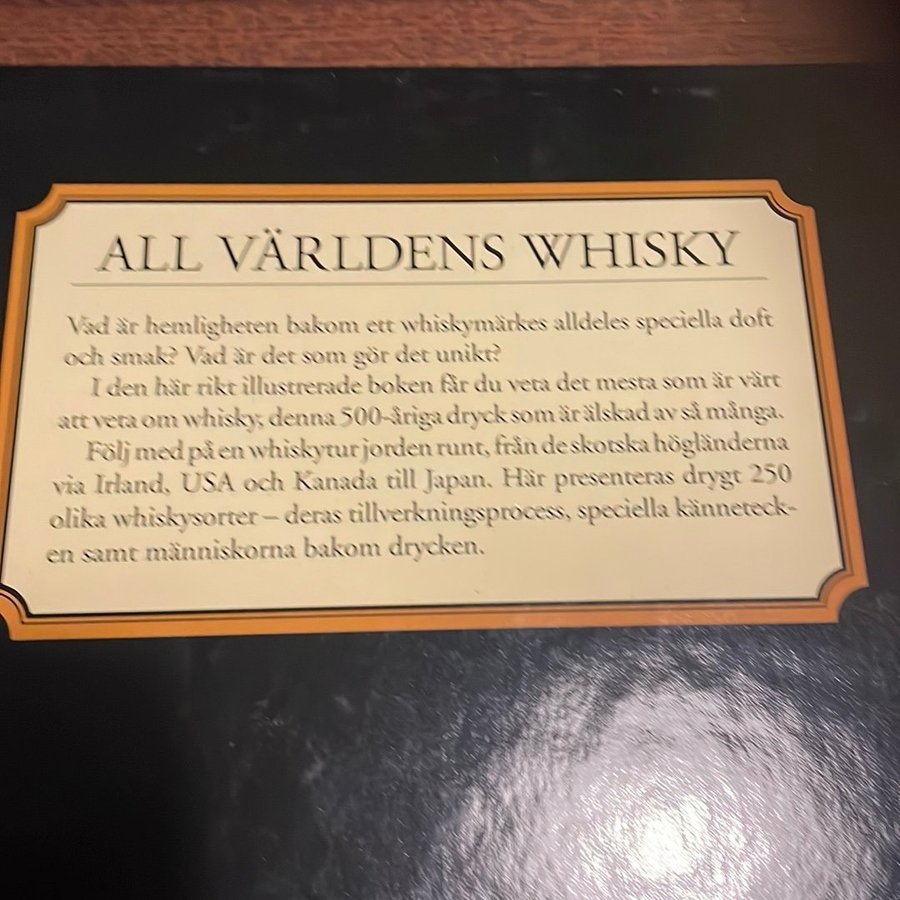 ALL VÄRLDENS WHISKY
Vad är hemligheten bakom ett whiskymärkes alldeles speciella doft
och smak? Vad är det som gör det unikt?
I den här rikt illustrerade boken får du veta det mesta som är värt
att veta om whisky, denna 500-åriga dryck som är älskad av så många.
Följ med på en whiskytur jorden runt, från de skotska högländerna
via Irland, USA och Kanada till Japan. Här presenteras drygt 250
olika whiskysorter – deras tillverkningsprocess, speciella känneteck-
en samt människorna bakom drycken.